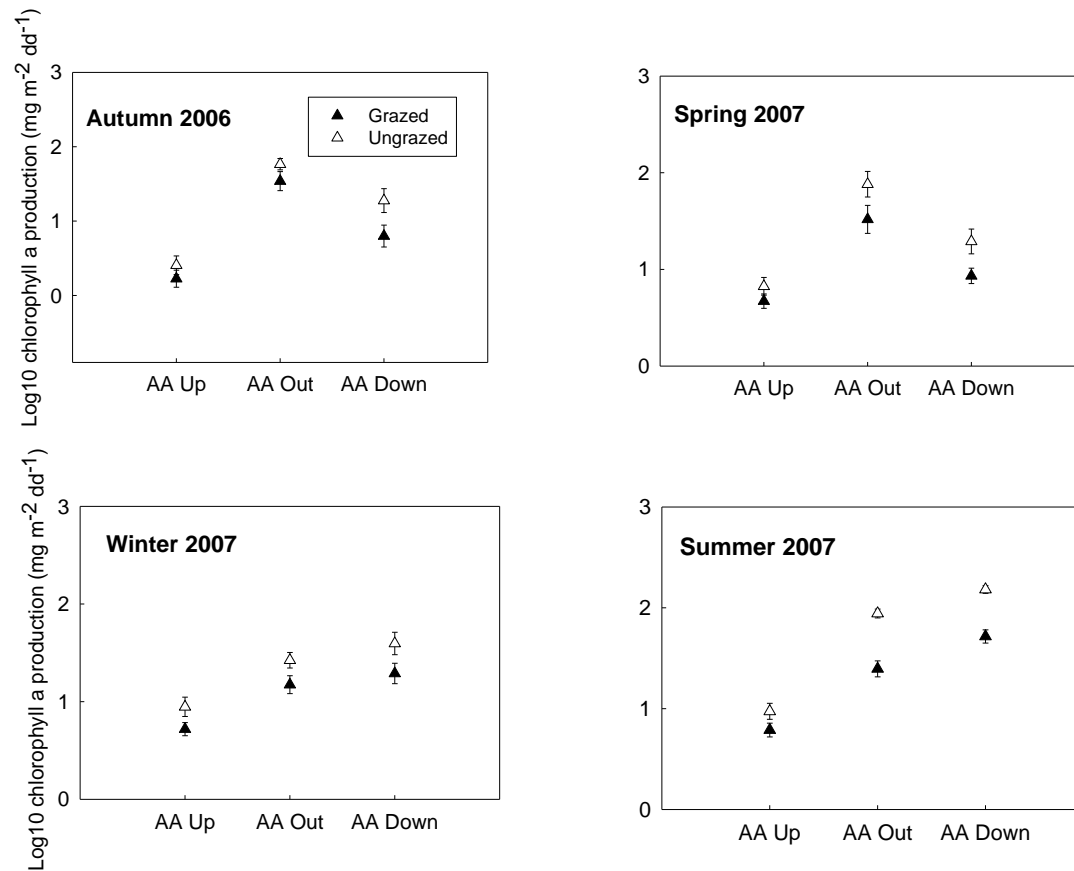 Log10 chlorophyll a production (mg m-2 dd-1)
3
2
1
0
Autumn 2006
Grazed
Ungrazed
AA Up AA Out AA Down
3
2
1
0
Spring 2007
AA Up AA Out AA Down
Log10 chlorophyll a production (mg m-2 dd-1)
3
2
1
0
Winter 2007
AA Up AA Out AA Down
3
2
1
0
Summer 2007
AA Up AA Out AA Down